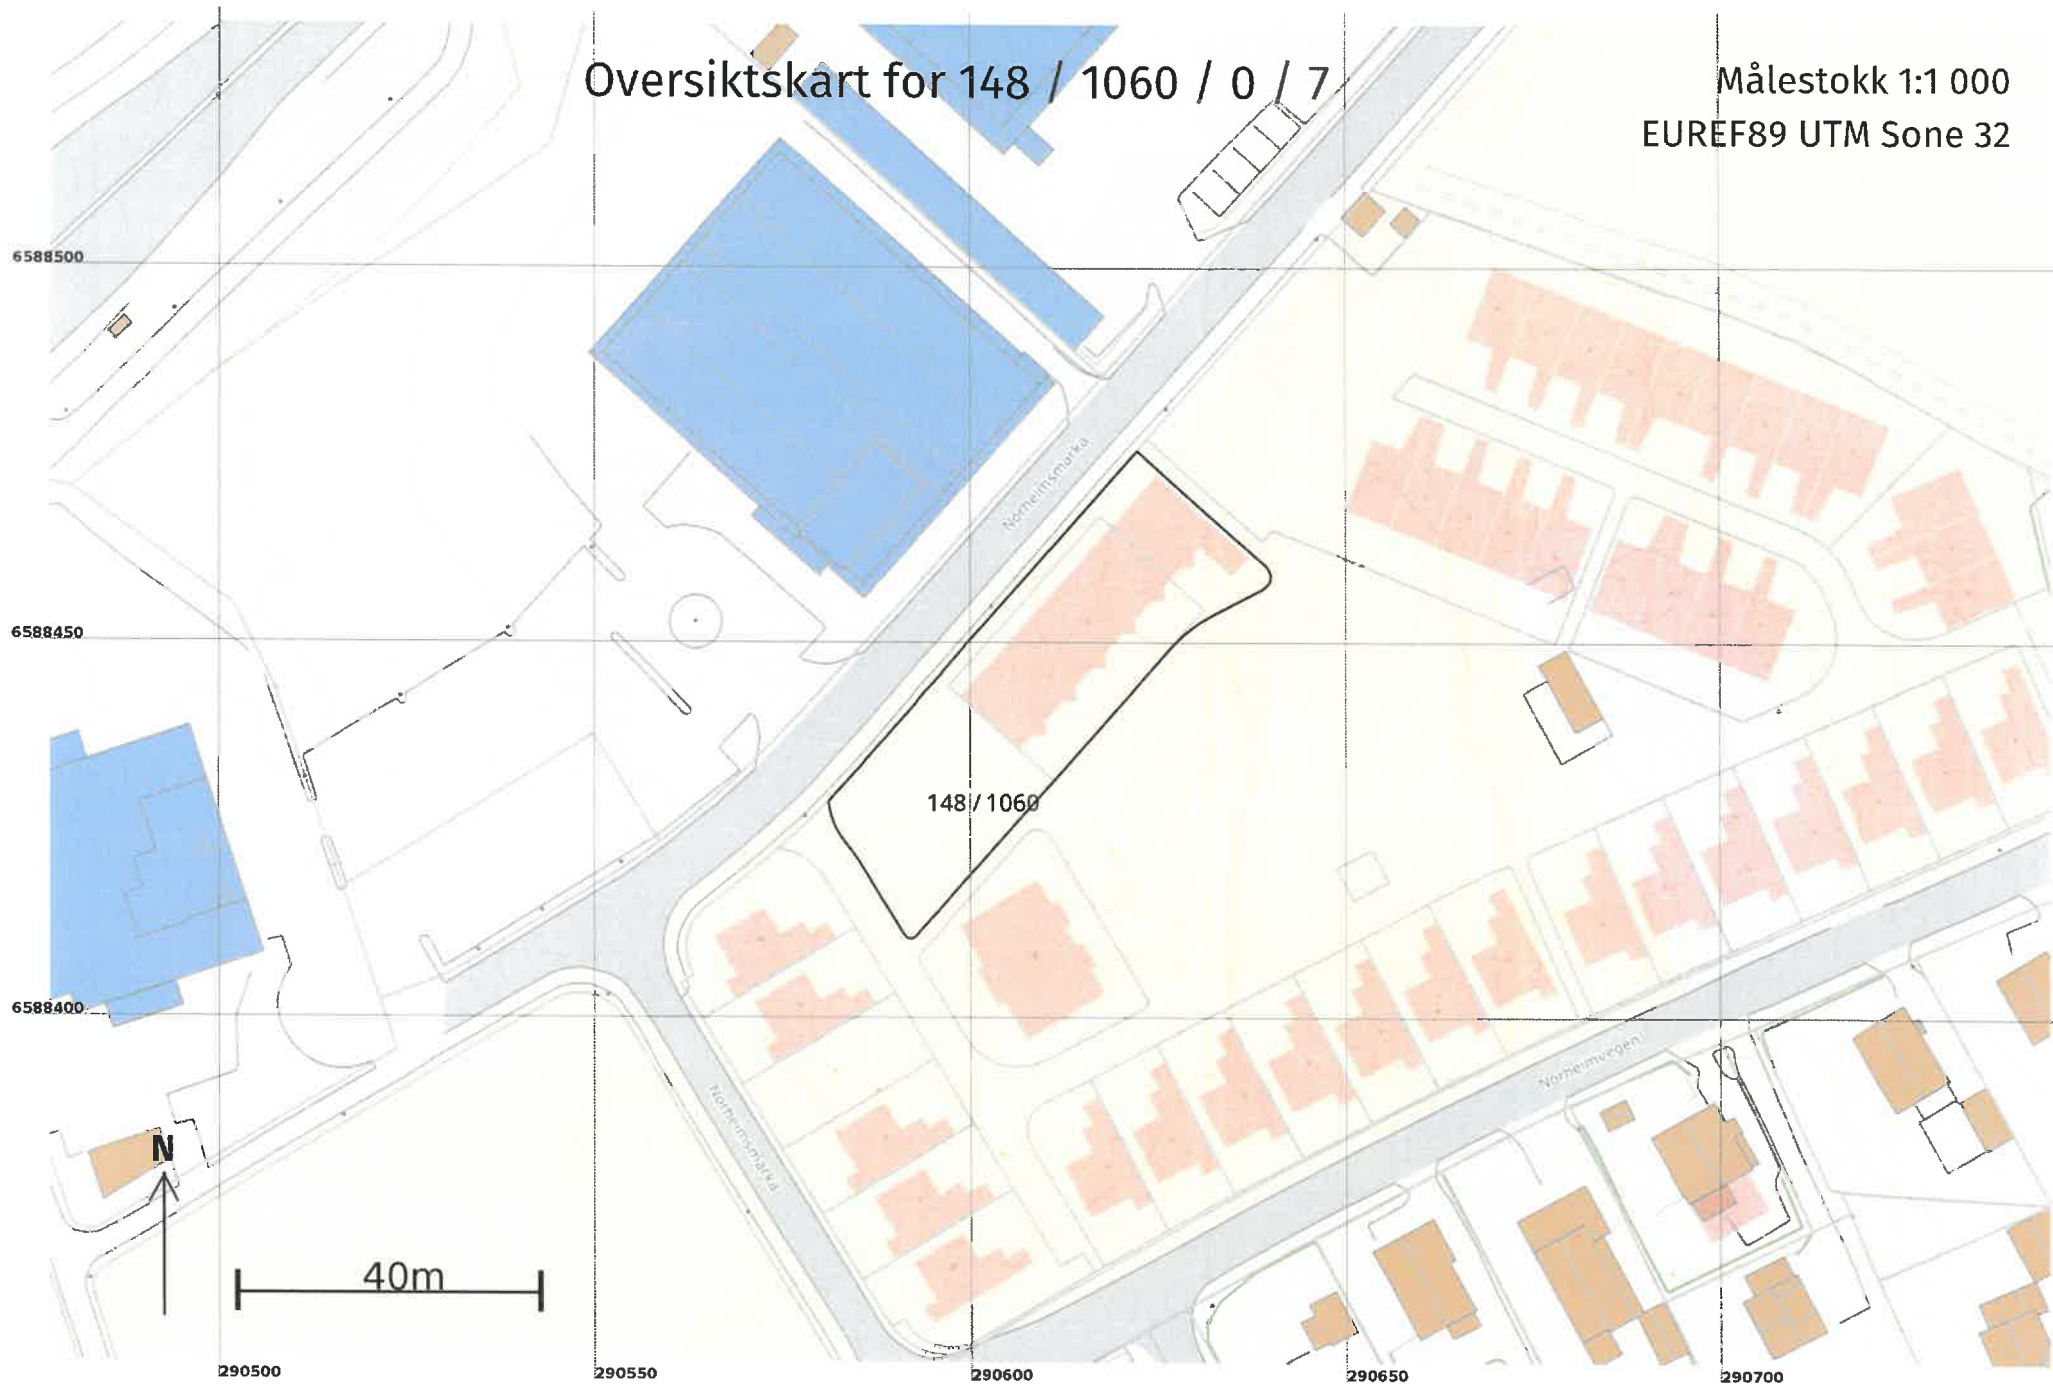 Oversiktskart for 148 / 1060 / 0 / 7
Målestokk 1:1 000
EUREF89 UTM Sone 32
6588500
Norheimsmarka
6588450
148 / 1060
6588400
Norheimvegen
Norheimsmarka
N
40m
290500
290550
290600
290650
290700